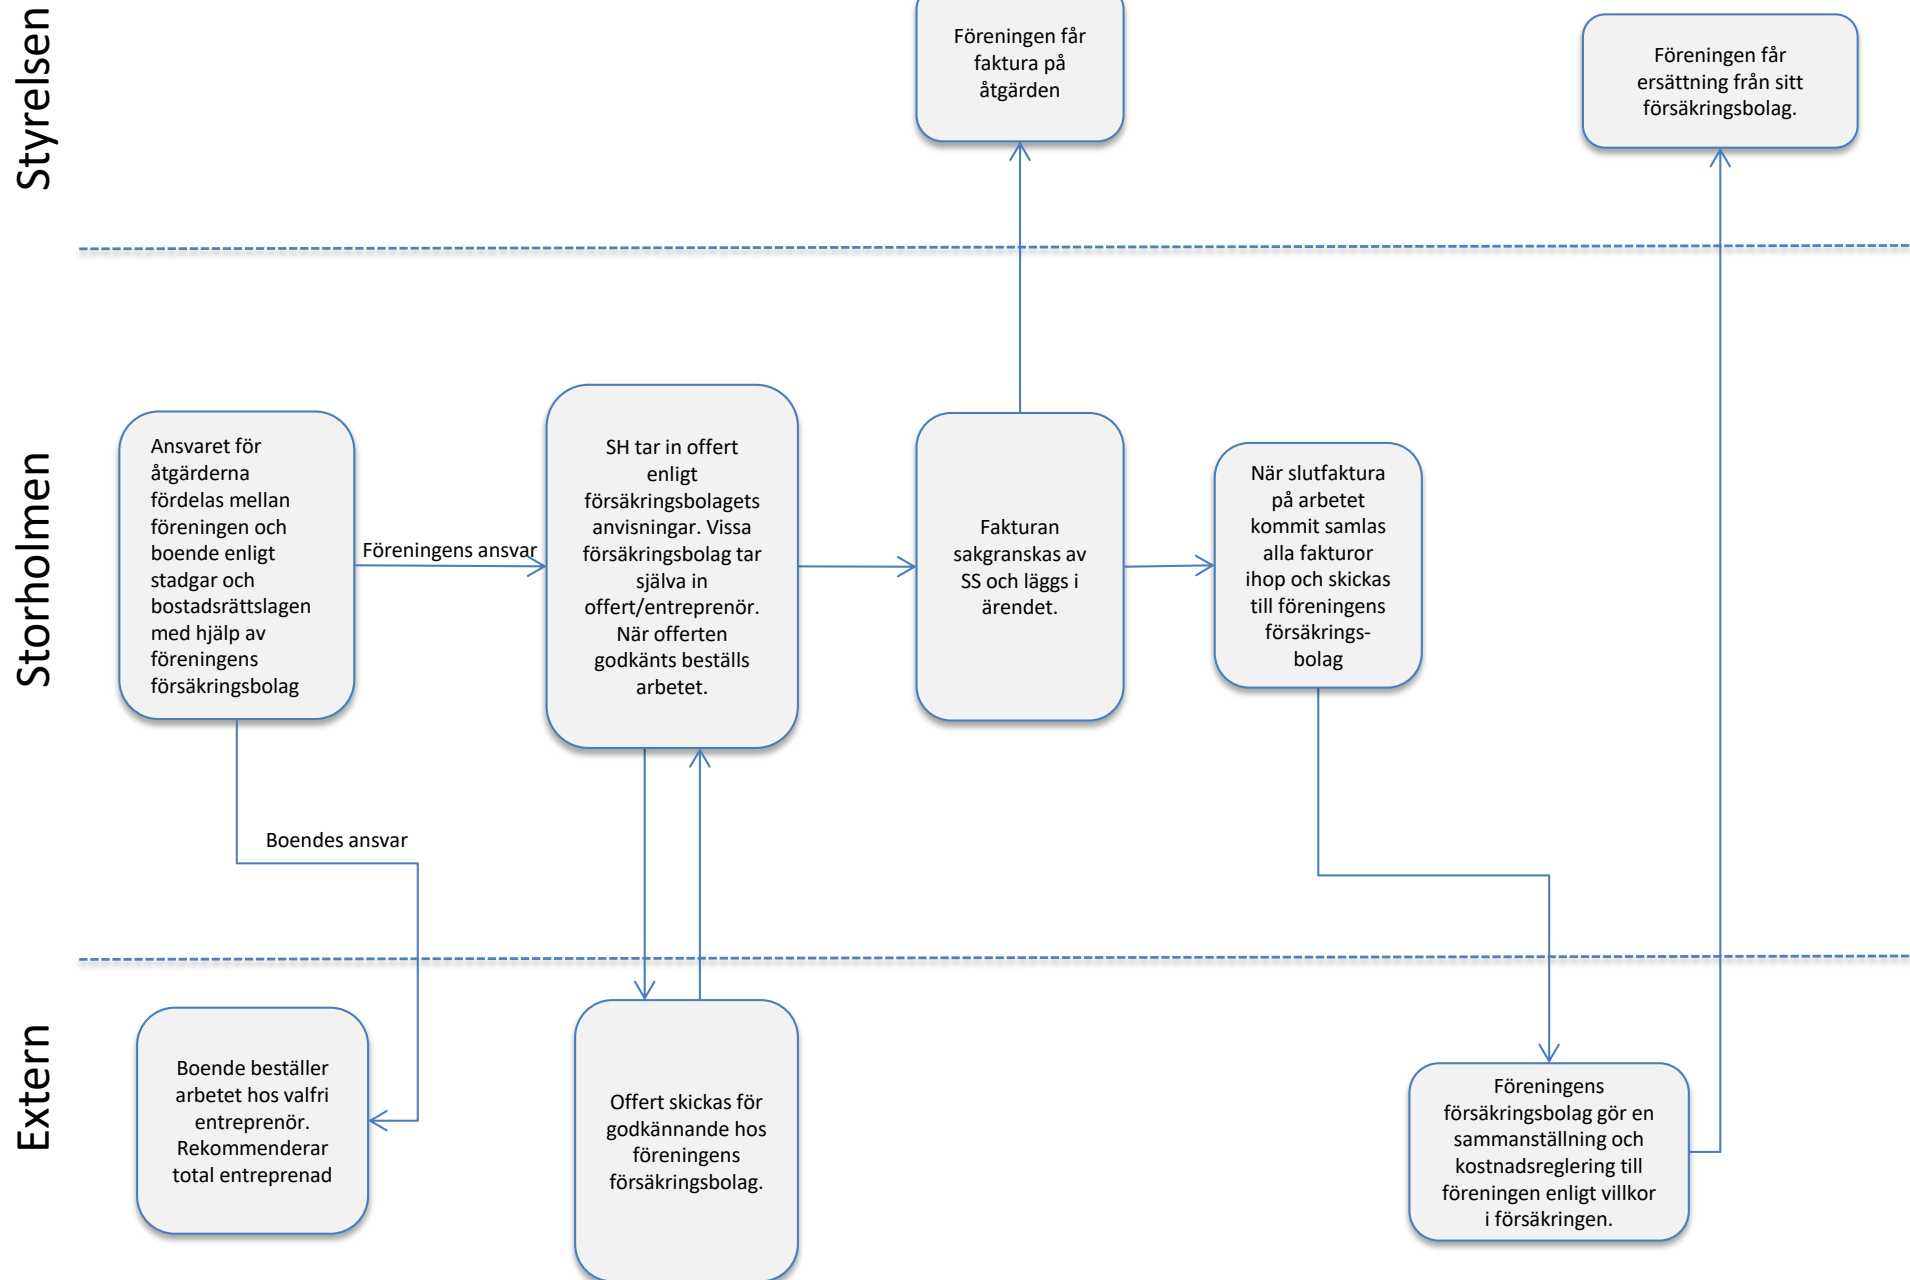 Styrelsen
Föreningen får
faktura på
åtgärden
Föreningen får
ersättning från sitt
försäkringsbolag.
Storholmen
Ansvaret för
åtgärderna
fördelas mellan
föreningen och
boende enligt
stadgar och
bostadsrättslagen
med hjälp av
föreningens
försäkringsbolag
Föreningens ansvar
SH tar in offert
enligt
försäkringsbolagets
anvisningar. Vissa
försäkringsbolag tar
själva in
offert/entreprenör.
När offerten
godkänts beställs
arbetet.
Fakturan
sakgranskas av
SS och läggs i
ärendet.
När slutfaktura
på arbetet
kommit samlas
alla fakturor
ihop och skickas
till föreningens
försäkrings-
bolag
Boendes ansvar
Extern
Boende beställer
arbetet hos valfri
entreprenör.
Rekommenderar
total entreprenad
Offert skickas för
godkännande hos
föreningens
försäkringsbolag.
Föreningens
försäkringsbolag gör en
sammanställning och
kostnadsreglering till
föreningen enligt villkor
i försäkringen.